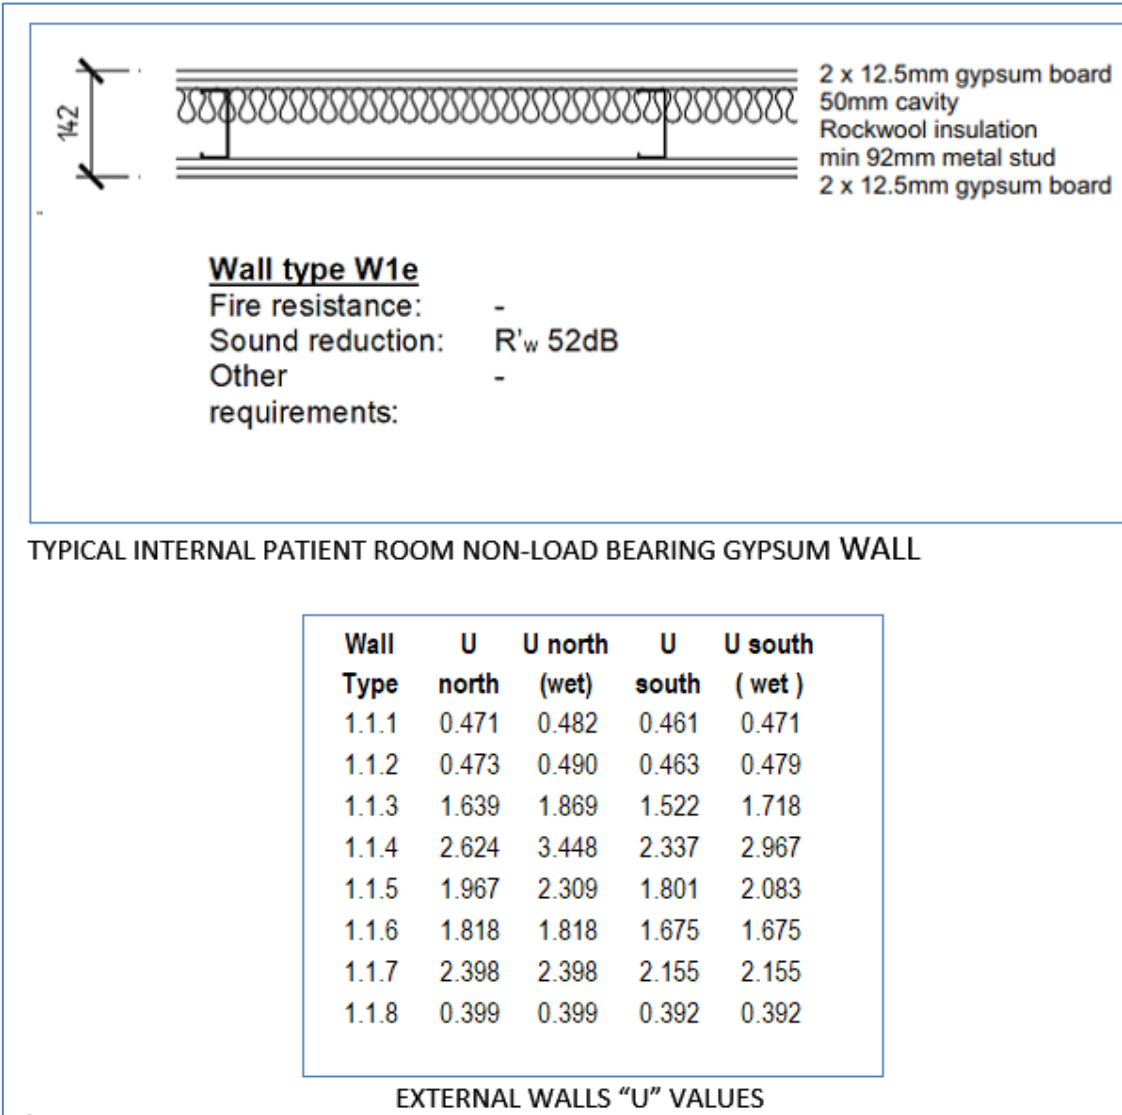 142
2 x 12.5mm gypsum board
50mm cavity
Rockwool insulation
min 92mm metal stud
2 x 12.5mm gypsum board
Wall type W1e
Fire resistance: -
Sound reduction: R'w 52dB
Other -
requirements:
TYPICAL INTERNAL PATIENT ROOM NON-LOAD BEARING GYPSUM WALL
Wall U U north U U south
Type north (wet) south ( wet )
1.1.1 0.471 0.482 0.461 0.471
1.1.2 0.473 0.490 0.463 0.479
1.1.3 1.639 1.869 1.522 1.718
1.1.4 2.624 3.448 2.337 2.967
1.1.5 1.967 2.309 1.801 2.083
1.1.6 1.818 1.818 1.675 1.675
1.1.7 2.398 2.398 2.155 2.155
1.1.8 0.399 0.399 0.392 0.392
EXTERNAL WALLS “U” VALUES